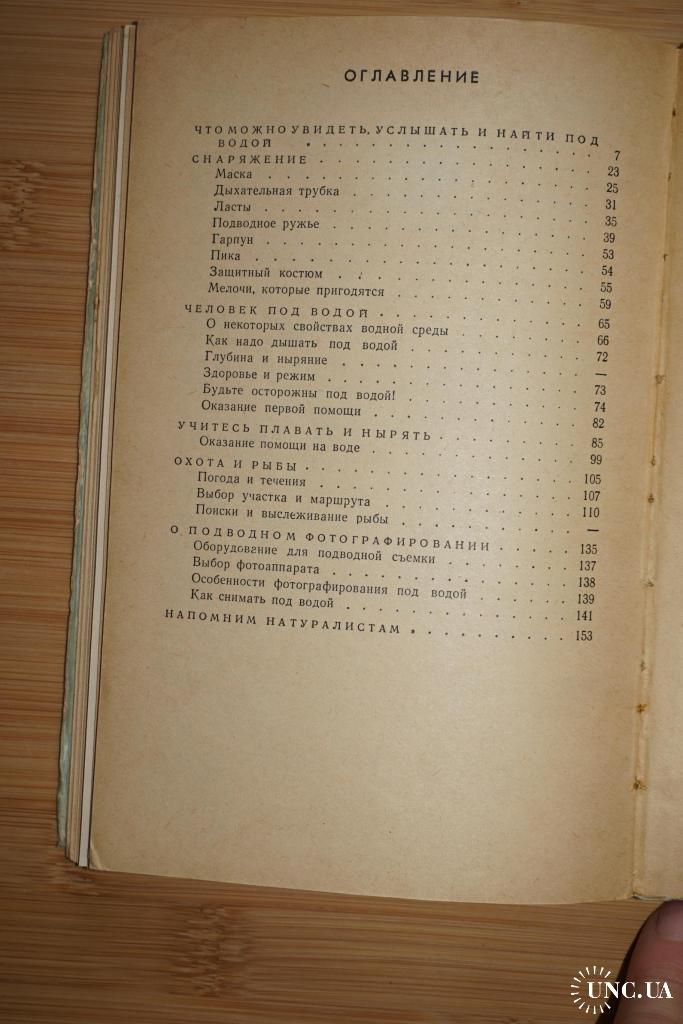 ОГЛАВЛЕНИЕ
ЧТО МОЖНО УВИДЕТЬ, УСЛЫШАТЬ И НАЙТИ ПОД
ВОДОЙ . . . . . . . . . . 7
СНАРЯЖЕНИЕ . . . . . . . . . . 23
Маска . . . . . . . . . . 25
Дыхательная трубка . . . . . . . . . . 31
Ласты . . . . . . . . . . 35
Подводное ружье . . . . . . . . . . 39
Гарпун . . . . . . . . . . 53
Пика . . . . . . . . . . 54
Защитный костюм . . . . . . . . . . 55
Мелочи, которые пригодятся . . . . . . . . . . 59
ЧЕЛОВЕК ПОД ВОДОЙ . . . . . . . . . . 65
О некоторых свойствах водной среды . . . . . . . 66
Как надо дышать под водой . . . . . . . . . . 72
Глубина и ныряние . . . . . . . . . . —
Здоровье и режим . . . . . . . . . . 73
Будьте осторожны под водой! . . . . . . . . . . 74
Оказание первой помощи . . . . . . . . . . 82
УЧИТЕСЬ ПЛАВАТЬ И НЫРЯТЬ . . . . . . . . . . 85
Оказание помощи на воде . . . . . . . . . . 99
ОХОТА И РЫБЫ . . . . . . . . . . 105
Погода и течения . . . . . . . . . . 107
Выбор участка и маршрута . . . . . . . . . . 110
Поиски и выслеживание рыбы . . . . . . . . . . —
О ПОДВОДНОМ ФОТОГРАФИРОВАНИИ . . . . . 135
Оборудовение для подводной съемки . . . . . . . 137
Выбор фотоаппарата . . . . . . . . . . 138
Особенности фотографирования под водой . . . . . 139
Как снимать под водой . . . . . . . . . . 141
НАПОМНИМ НАТУРАЛИСТАМ . . . . . . . . . . 153
UNC.UA